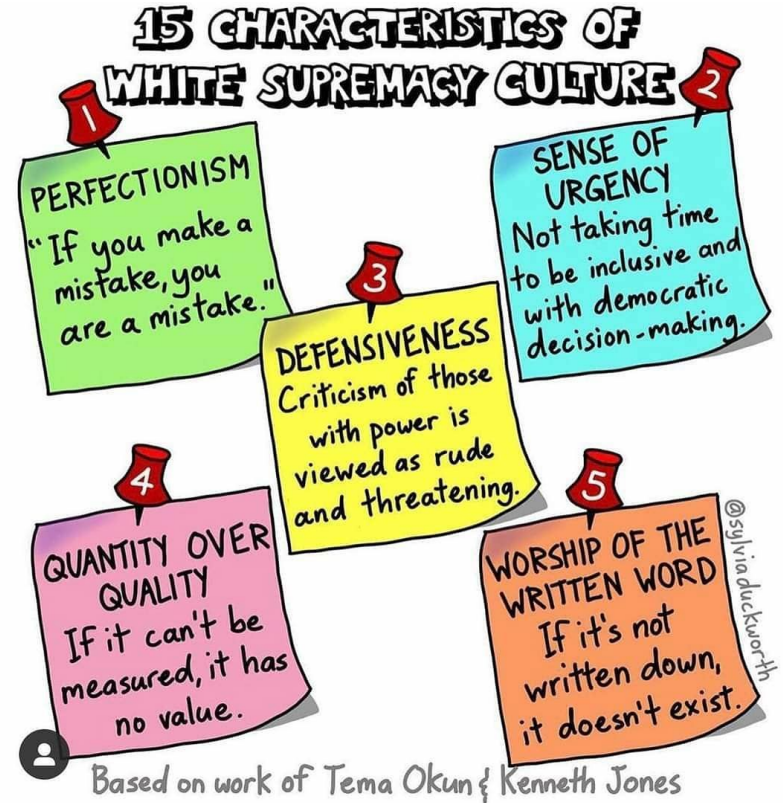 15 CHARACTERISTICS OF
WHITE SUPREMACY CULTURE
1
PERFECTIONISM
"If you make a
mistake, you
are a mistake."
2
SENSE OF
URGENCY
Not taking time
to be inclusive and
with democratic
decision-making.
3
DEFENSIVENESS
Criticism of those
with power is
viewed as rude
and threatening.
4
QUANTITY OVER
QUALITY
If it can't be
measured, it has
no value.
5
WORSHIP OF THE
WRITTEN WORD
If it's not
written down,
it doesn't exist.
@sylviaduckworth
Based on work of Tema Okun & Kenneth Jones